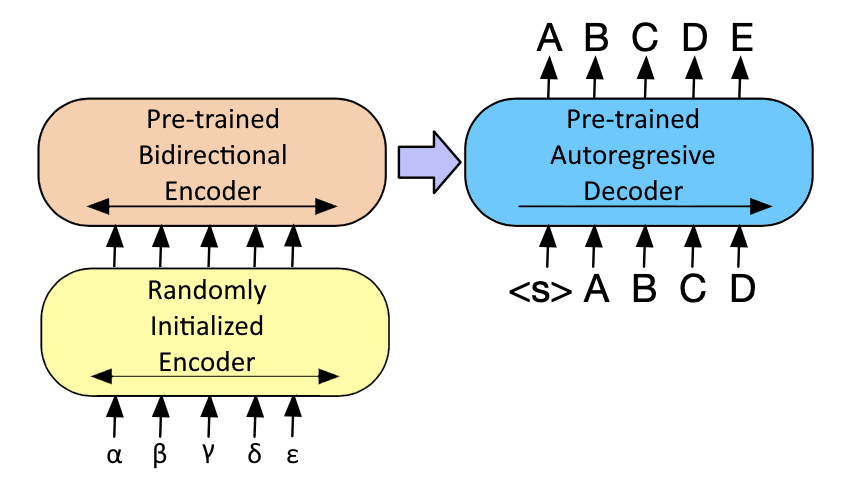 A B C D E
Pre-trained
Bidirectional
Encoder
Pre-trained
Autoregresive
Decoder
<s> A B C D
Randomly
Initialized
Encoder
α β γ δ ε